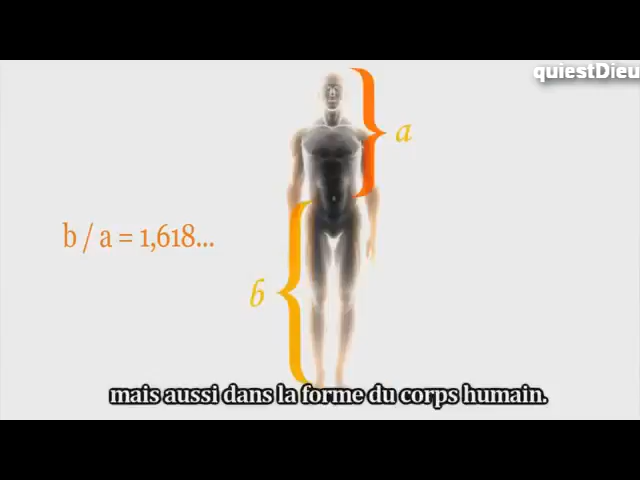 quiestDieu
a
b / a = 1,618...
b
mais aussi dans la forme du corps humain.